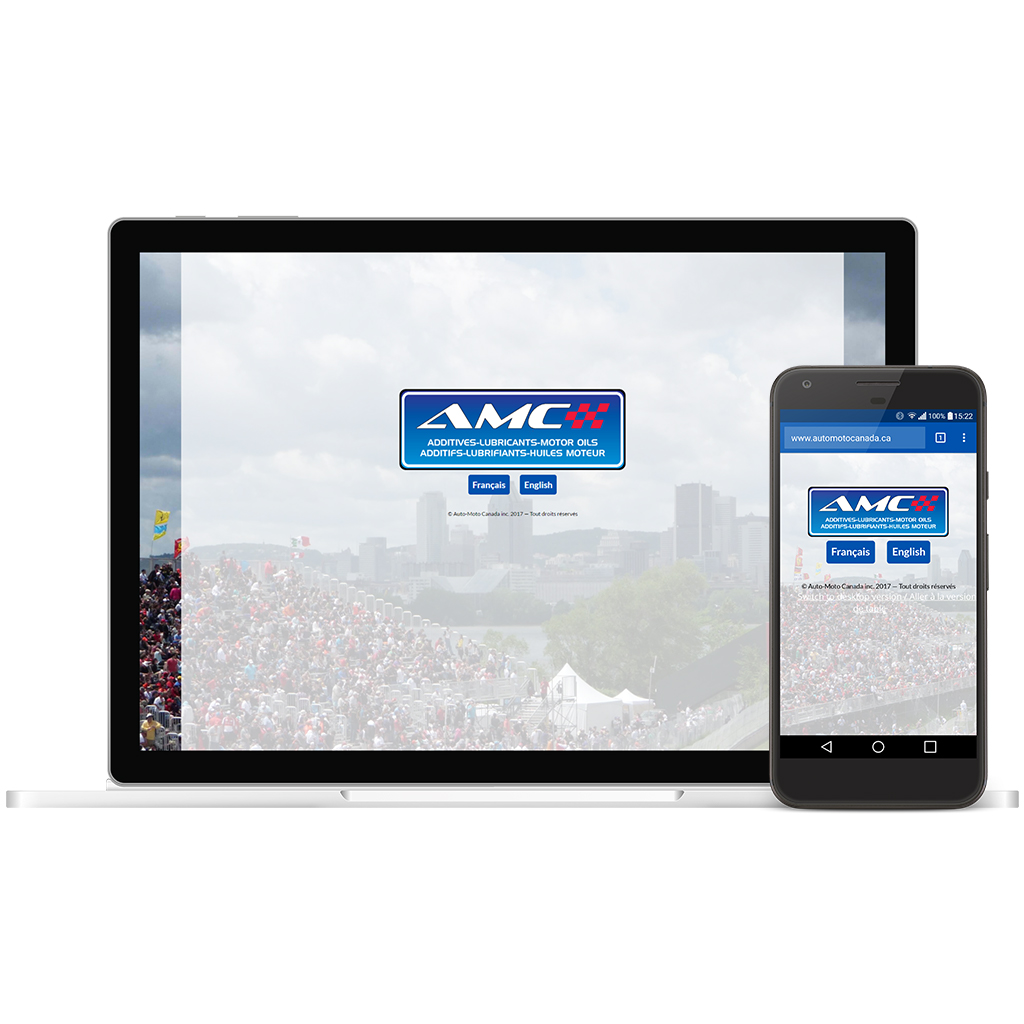 AMC
ADDITIVES-LUBRICANTS-MOTOR OILS
ADDITIFS-LUBRIFIANTS-HUILES MOTEUR
Français English
© Auto-Moto Canada inc. 2017 — Tout droits réservés
100% 15:22
www.automotocanada.ca 1
AMC
ADDITIVES-LUBRICANTS-MOTOR OILS
ADDITIFS-LUBRIFIANTS-HUILES MOTEUR
Français English
© Auto-Moto Canada inc. 2017 — Tout droits réservés
Switch to desktop version / Aller à la version
de table